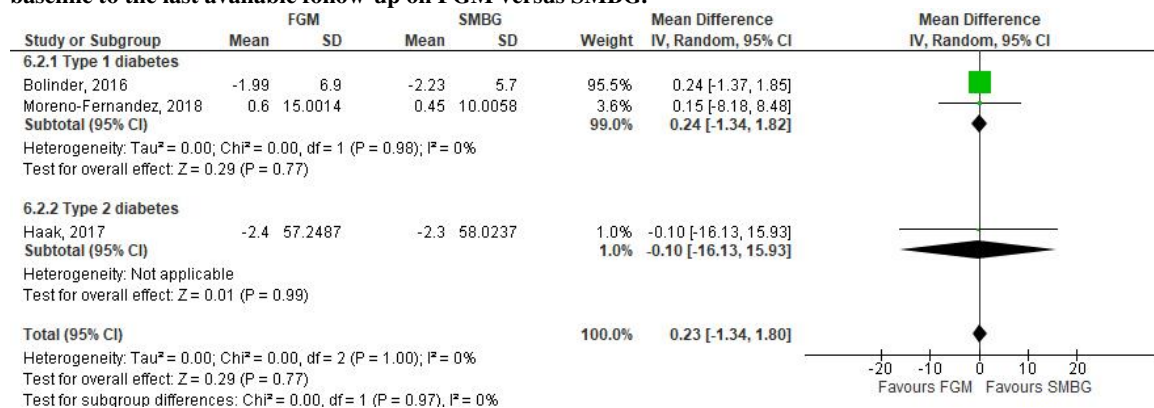 baseline to the last available follow-up on FGM versus SMBG.
FGM SMBG Mean Difference Mean Difference
Study or Subgroup Mean SD Mean SD Weight IV, Random, 95% CI IV, Random, 95% CI
6.2.1 Type 1 diabetes
Bolinder, 2016 -1.99 6.9 -2.23 5.7 95.5% 0.24 [-1.37, 1.85]
Moreno-Fernandez, 2018 0.6 15.0014 0.45 10.0058 3.6% 0.15 [-8.18, 8.48]
Subtotal (95% CI) 99.0% 0.24 [-1.34, 1.82]
Heterogeneity: Tau² = 0.00; Chi² = 0.00, df = 1 (P = 0.98); I² = 0%
Test for overall effect: Z = 0.29 (P = 0.77)
6.2.2 Type 2 diabetes
Haak, 2017 -2.4 57.2487 -2.3 58.0237 1.0% -0.10 [-16.13, 15.93]
Subtotal (95% CI) 1.0% -0.10 [-16.13, 15.93]
Heterogeneity: Not applicable
Test for overall effect: Z = 0.01 (P = 0.99)
Total (95% CI) 100.0% 0.23 [-1.34, 1.80]
Heterogeneity: Tau² = 0.00; Chi² = 0.00, df = 2 (P = 1.00); I² = 0%
Test for overall effect: Z = 0.29 (P = 0.77)
Test for subgroup differences: Chi² = 0.00, df = 1 (P = 0.97), I² = 0%
-20 -10 0 10 20
Favours FGM Favours SMBG